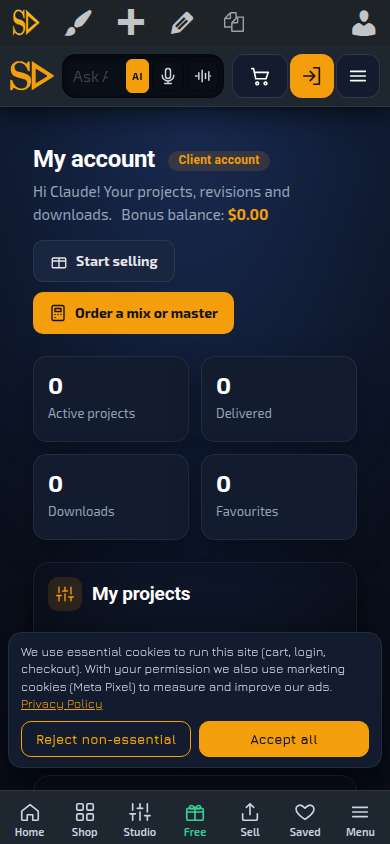 SD
SD
Ask A
AI
My account
Client account
Hi Claude! Your projects, revisions and
downloads. Bonus balance: $0.00
Start selling
Order a mix or master
0
Active projects
0
Delivered
0
Downloads
0
Favourites
My projects
We use essential cookies to run this site (cart, login,
checkout). With your permission we also use marketing
cookies (Meta Pixel) to measure and improve our ads.
Privacy Policy
Reject non-essential
Accept all
Home
Shop
Studio
Free
Sell
Saved
Menu